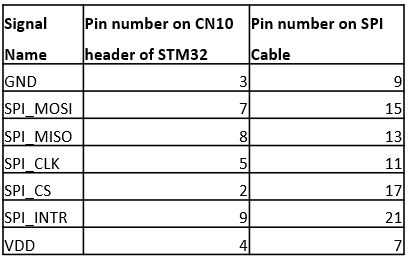 Signal Name | Pin number on CN10 header of STM32 | Pin number on SPI Cable
GND | 3 | 9
SPI_MOSI | 7 | 15
SPI_MISO | 8 | 13
SPI_CLK | 5 | 11
SPI_CS | 2 | 17
SPI_INTR | 9 | 21
VDD | 4 | 7